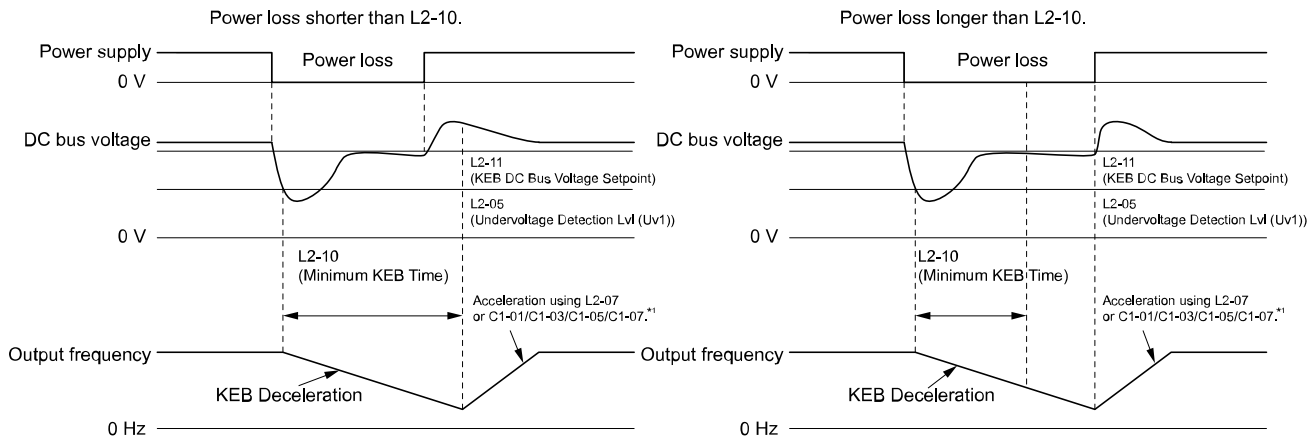 Power loss shorter than L2-10.
Power supply
Power loss
0 V
DC bus voltage
L2-11
(KEB DC Bus Voltage Setpoint)
L2-05
(Undervoltage Detection Lvl (Uv1))
0 V
L2-10
(Minimum KEB Time)
Acceleration using L2-07
or C1-01/C1-03/C1-05/C1-07.*1
Output frequency
KEB Deceleration
0 Hz
Power loss longer than L2-10.
Power supply
Power loss
0 V
DC bus voltage
L2-11
(KEB DC Bus Voltage Setpoint)
L2-05
(Undervoltage Detection Lvl (Uv1))
0 V
L2-10
(Minimum KEB Time)
Acceleration using L2-07
or C1-01/C1-03/C1-05/C1-07.*1
Output frequency
KEB Deceleration
0 Hz